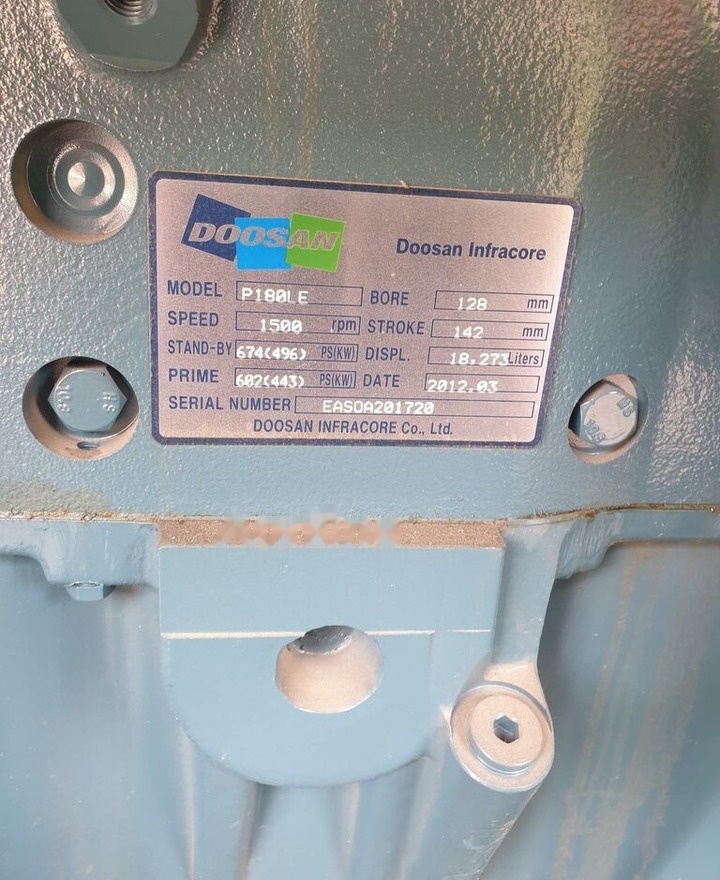 DOOSAN
Doosan Infracore
MODEL P180LE BORE 128 mm
SPEED 1500 rpm STROKE 142 mm
STAND-BY 674(496) PS(KW) DISPL. 18.273 Liters
PRIME 602(443) PS(KW) DATE 2012.03
SERIAL NUMBER EASOA201720
DOOSAN INFRACORE Co., Ltd.